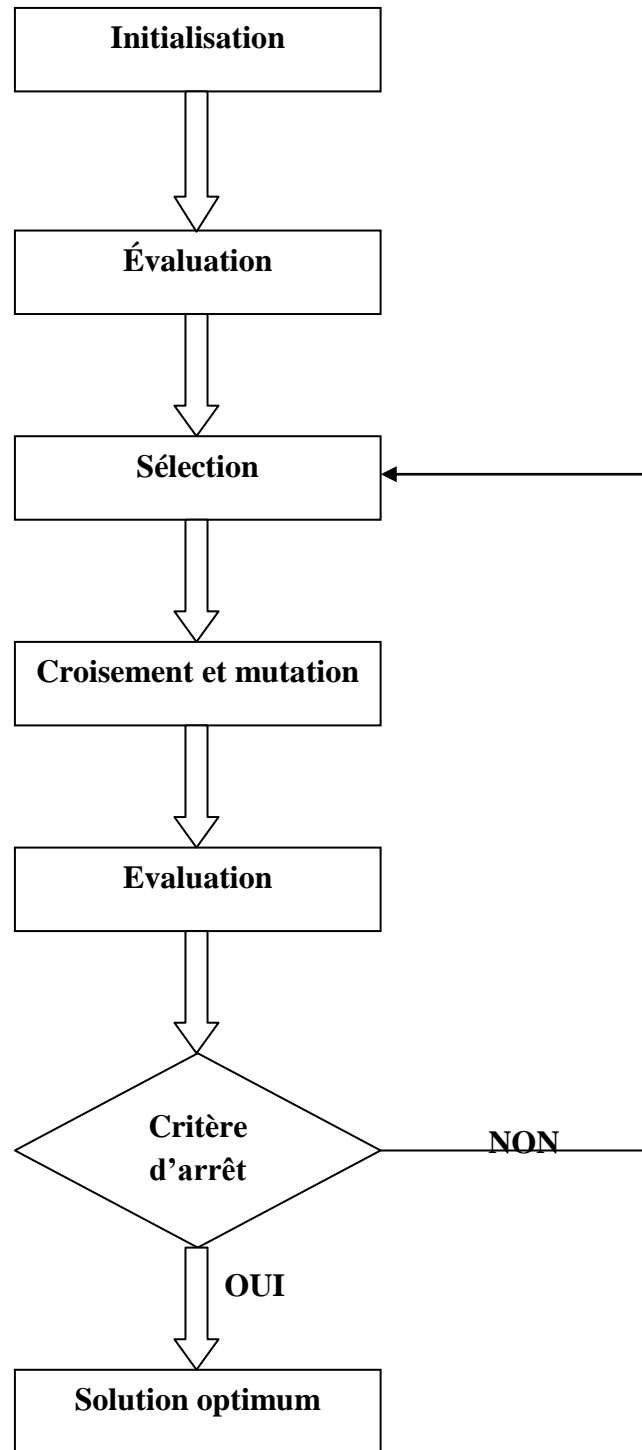 Initialisation
Évaluation
Sélection
Croisement et mutation
Evaluation
Critère
d’arrêt
NON
OUI
Solution optimum